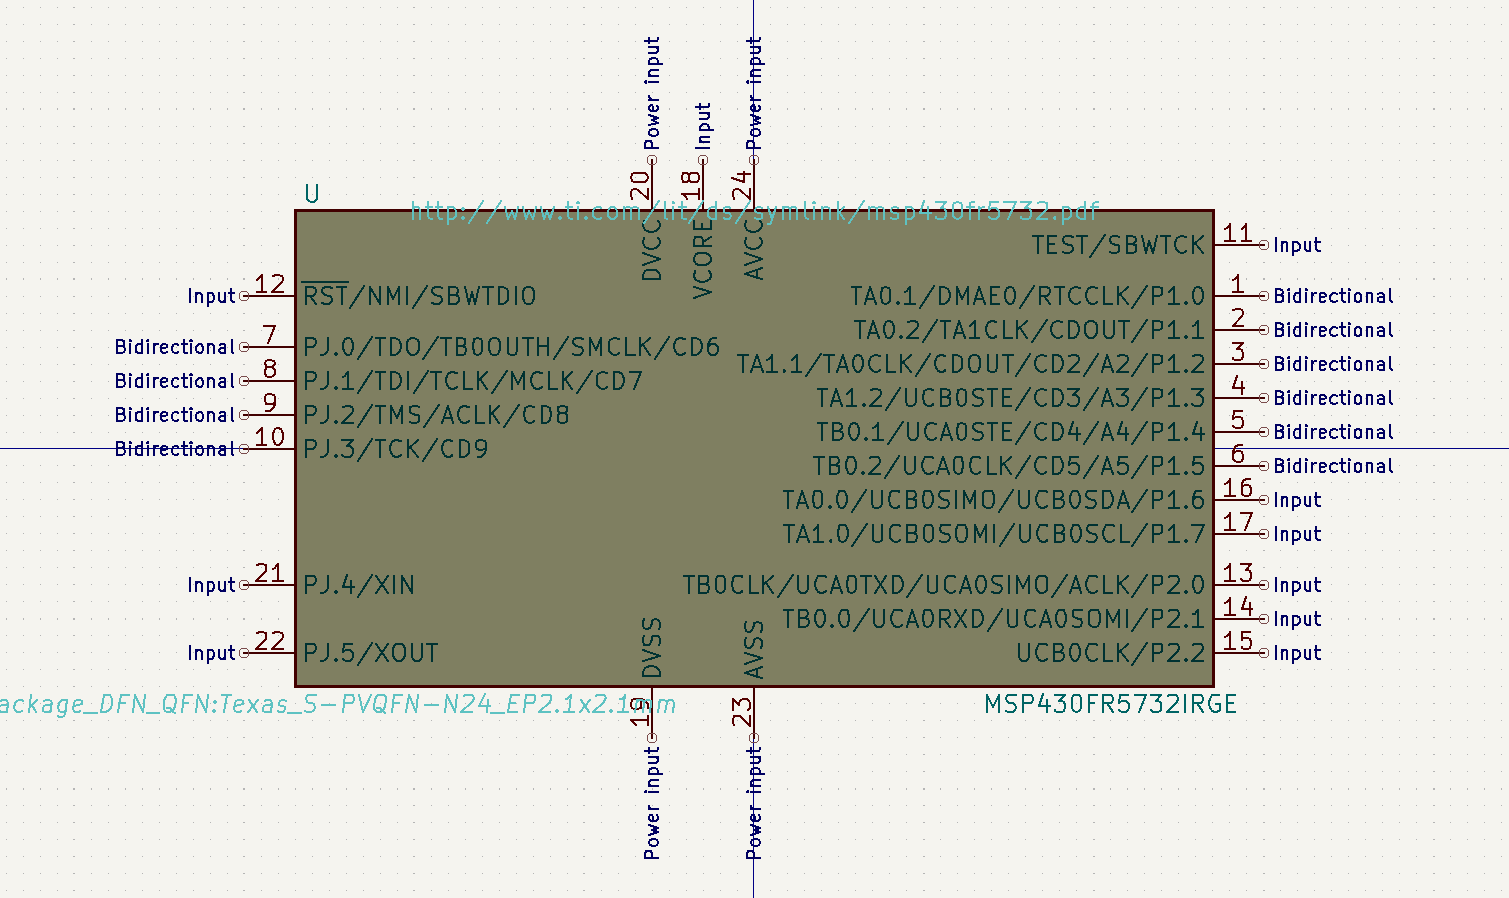 Power input
Input
Power input
20
18
24
U
http://www.ti.com/lit/ds/symlink/msp430fr5732.pdf
DVCC
VCORE
AVCC
TEST/SBWTCK 11 Input
Input 12 RST/NMI/SBWTDIO
TA0.1/DMAE0/RTCCLK/P1.0 1 Bidirectional
TA0.2/TA1CLK/CDOUT/P1.1 2 Bidirectional
Bidirectional 7 PJ.0/TDO/TB0OUTH/SMCLK/CD6
TA1.1/TA0CLK/CDOUT/CD2/A2/P1.2 3 Bidirectional
Bidirectional 8 PJ.1/TDI/TCLK/MCLK/CD7
TA1.2/UCB0STE/CD3/A3/P1.3 4 Bidirectional
Bidirectional 9 PJ.2/TMS/ACLK/CD8
TB0.1/UCA0STE/CD4/A4/P1.4 5 Bidirectional
Bidirectional 10 PJ.3/TCK/CD9
TB0.2/UCA0CLK/CD5/A5/P1.5 6 Bidirectional
TA0.0/UCB0SIMO/UCB0SDA/P1.6 16 Input
TA1.0/UCB0SOMI/UCB0SCL/P1.7 17 Input
Input 21 PJ.4/XIN
TB0CLK/UCA0TXD/UCA0SIMO/ACLK/P2.0 13 Input
TB0.0/UCA0RXD/UCA0SOMI/P2.1 14 Input
Input 22 PJ.5/XOUT
UCB0CLK/P2.2 15 Input
DVSS
AVSS
ackage_DFN_QFN:Texas_S-PVQFN-N24_EP2.1x2.1mm
MSP430FR5732IRGE
19
23
Power input
Power input